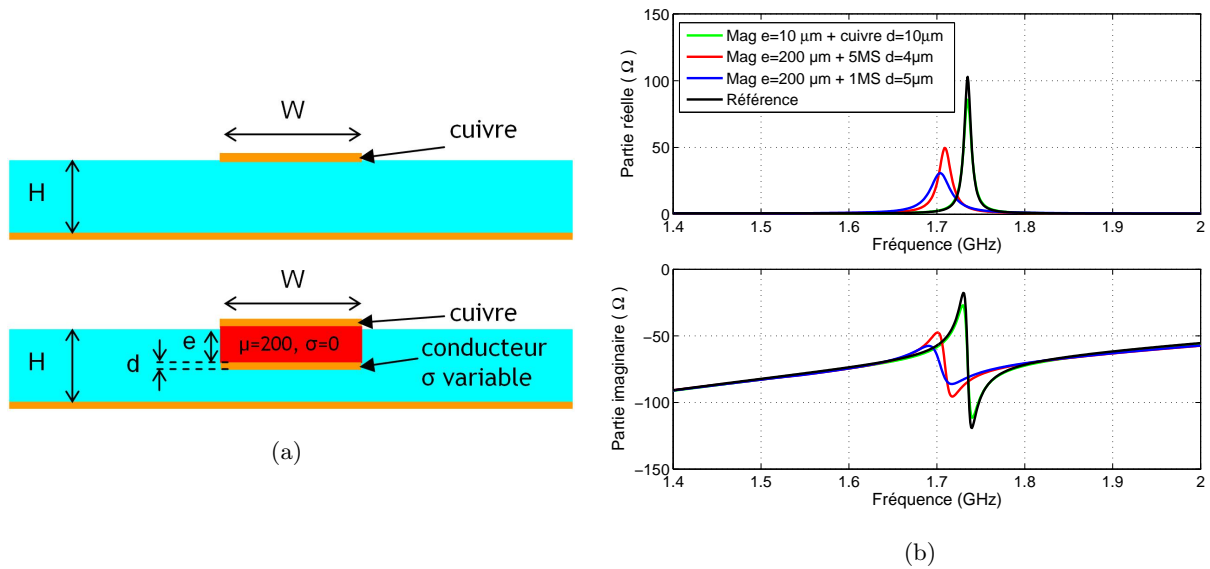 W
cuivre
H
W
cuivre
e
μ=200, σ=0
d
H
conducteur
σ variable
(a)
150
100
50
0
Partie réelle ( Ω )
Mag e=10 μm + cuivre d=10μm
Mag e=200 μm + 5MS d=4μm
Mag e=200 μm + 1MS d=5μm
Référence
1.4 1.5 1.6 1.7 1.8 1.9 2
Fréquence (GHz)
0
−50
−100
−150
Partie imaginaire ( Ω )
1.4 1.5 1.6 1.7 1.8 1.9 2
Fréquence (GHz)
(b)